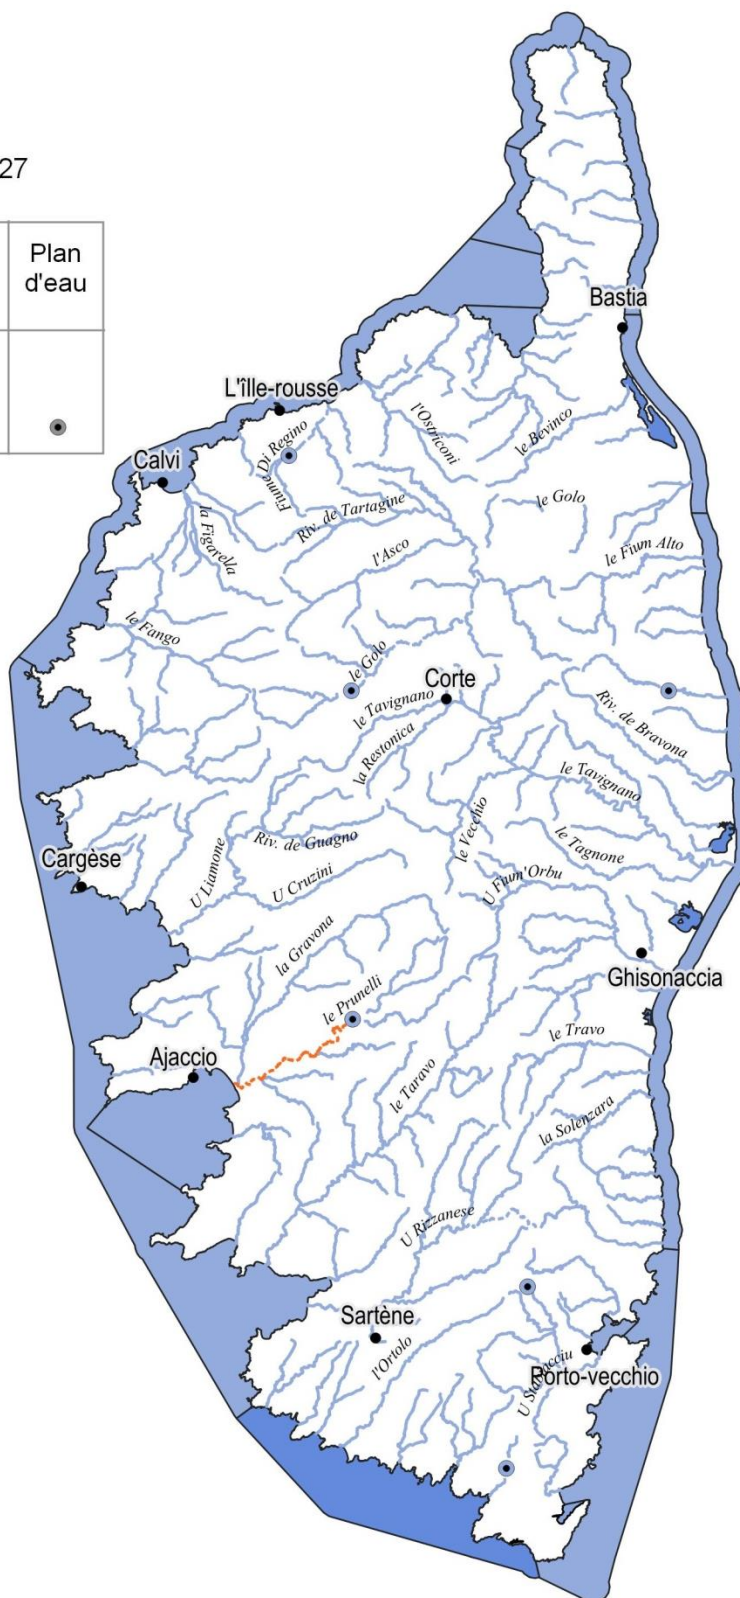 27
Plan
d'eau
Bastia
L'îlle-rousse
l'Ostriconi
le Bevinco
Fiume Di Regino
Calvi
la Figarella
Riv. de Tartagine
le Golo
l'Asco
le Fium Alto
le Fango
le Golo
Corte
le Tavignano
la Restonica
Riv. de Bravona
le Tavignano
le Vecchio
le Tagnone
Riv. de Guagno
U Liamone
Cargèse
U Cruzini
U Fium'Orbu
la Gravona
Ghisonaccia
le Prunelli
le Travo
Ajaccio
le Taravo
la Solenzara
U Rizzanese
Sartène
l'Ortolo
Porto-vecchio